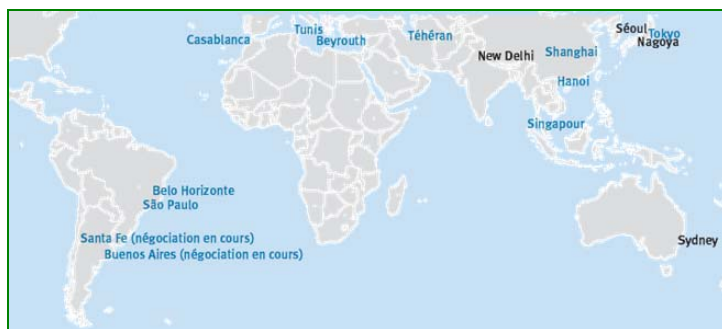 Casablanca
Tunis
Beyrouth
Téhéran
New Delhi
Séoul
Tokyo
Nagoya
Shanghai
Hanoi
Singapour
Belo Horizonte
São Paulo
Santa Fe (négociation en cours)
Buenos Aires (négociation en cours)
Sydney